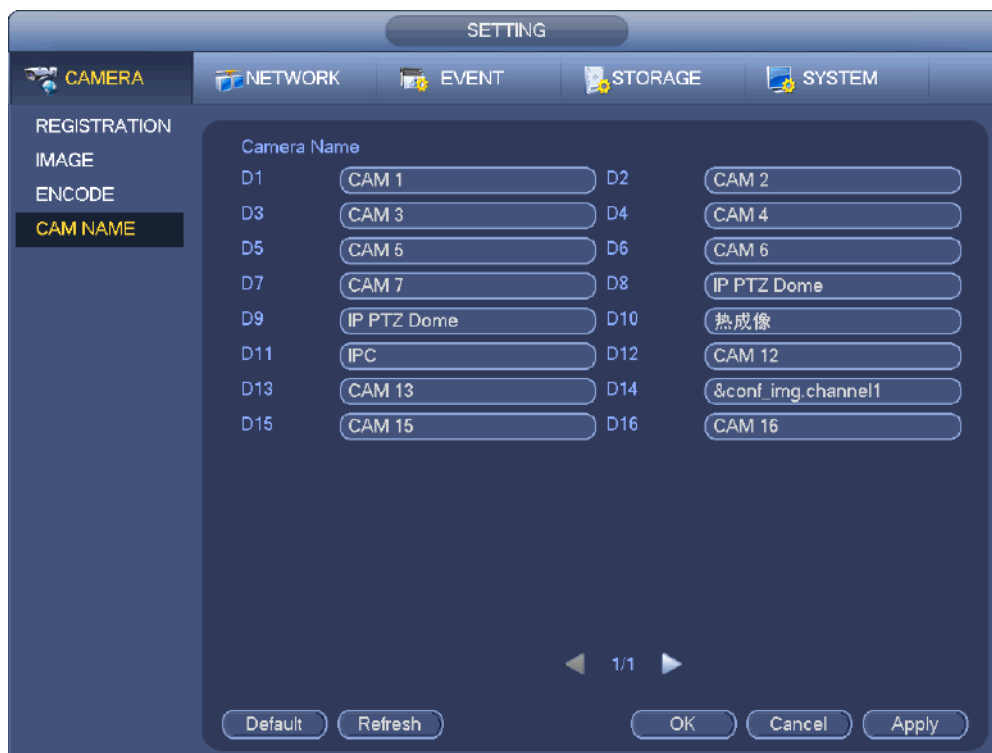 SETTING
CAMERA NETWORK EVENT STORAGE SYSTEM
REGISTRATION
IMAGE
ENCODE
CAM NAME
Camera Name
D1 CAM 1 D2 CAM 2
D3 CAM 3 D4 CAM 4
D5 CAM 5 D6 CAM 6
D7 CAM 7 D8 IP PTZ Dome
D9 IP PTZ Dome D10 热成像
D11 IPC D12 CAM 12
D13 CAM 13 D14 &conf_img.channel1
D15 CAM 15 D16 CAM 16
1/1
Default Refresh OK Cancel Apply